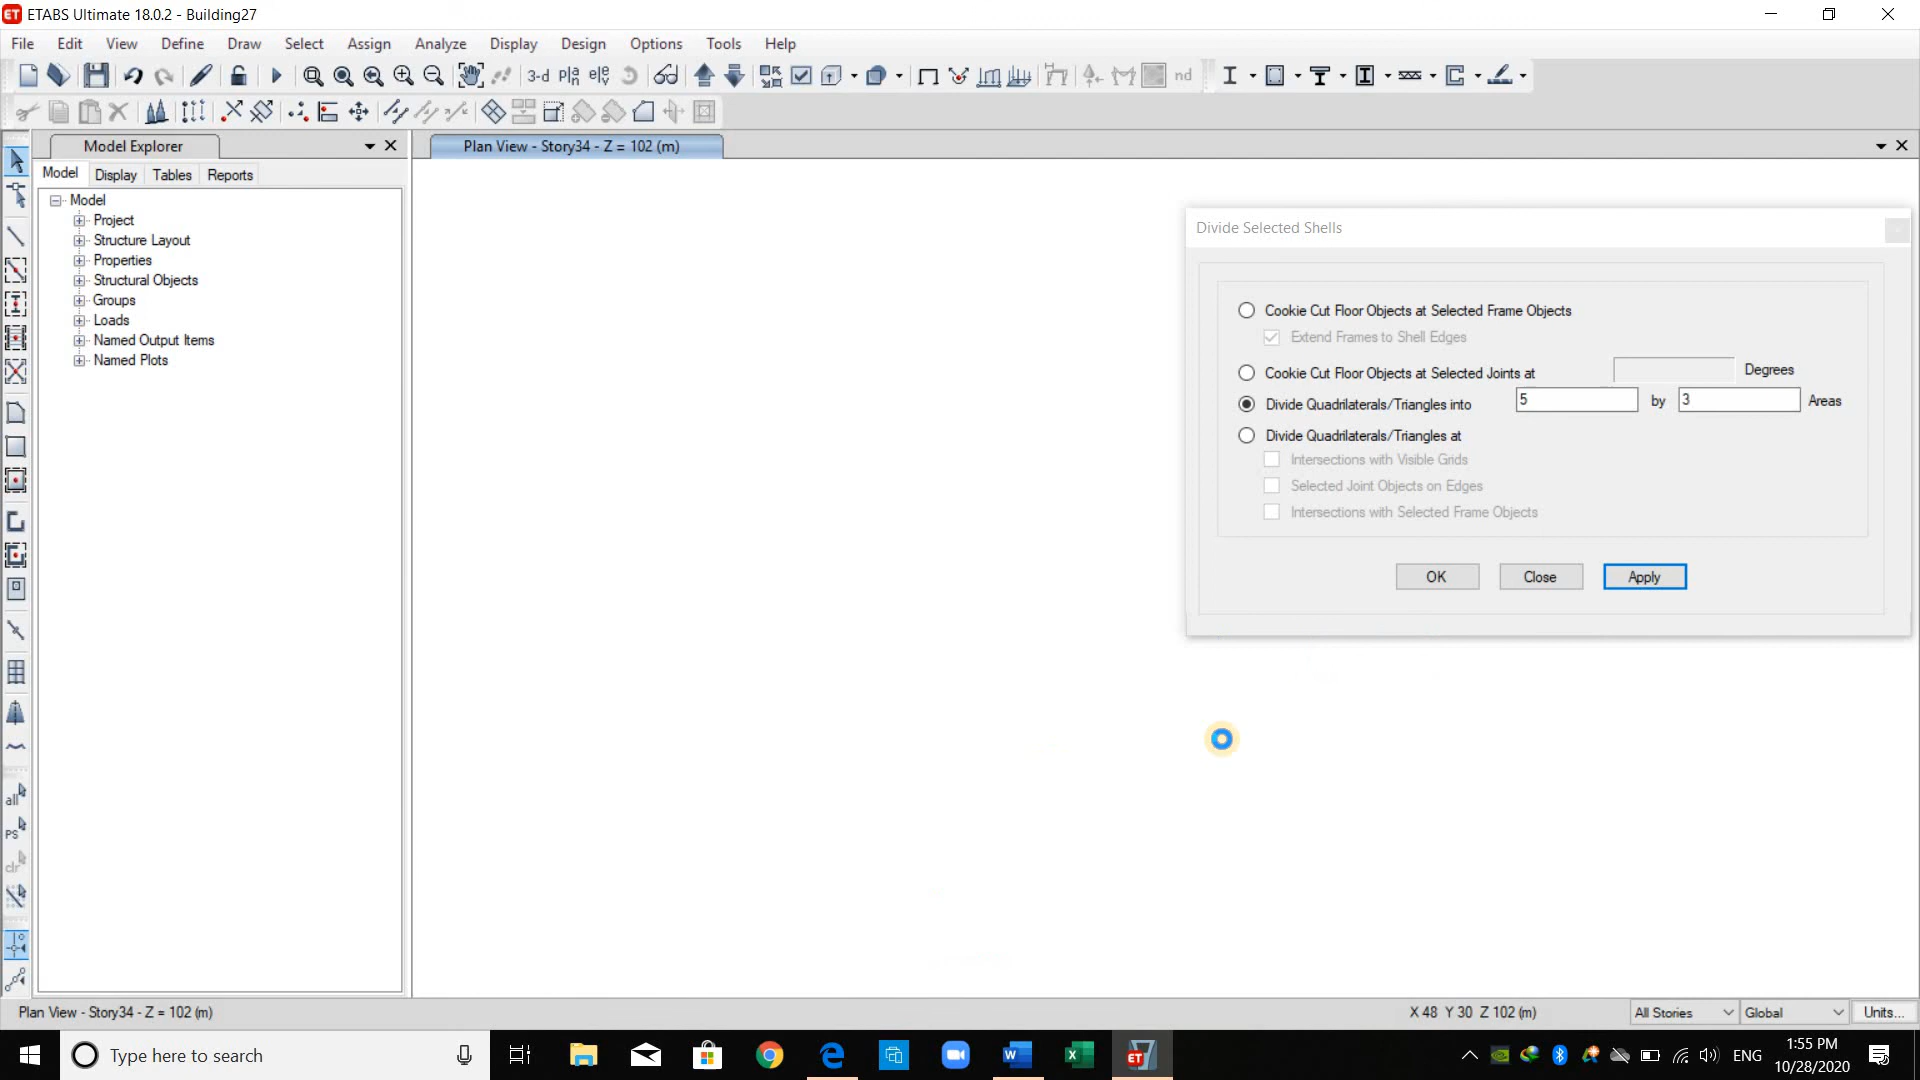 ETABS Ultimate 18.0.2 - Building27
File Edit View Define Draw Select Assign Analyze Display Design Options Tools Help
3-d nd
Model Explorer
Plan View - Story34 - Z = 102 (m)
Model Display Tables Reports
Model
Project
Structure Layout
Properties
Structural Objects
Groups
Loads
Named Output Items
Named Plots
Divide Selected Shells
Cookie Cut Floor Objects at Selected Frame Objects
Extend Frames to Shell Edges
Cookie Cut Floor Objects at Selected Joints at Degrees
Divide Quadrilaterals/Triangles into 5 by 3 Areas
Divide Quadrilaterals/Triangles at
Intersections with Visible Grids
Selected Joint Objects on Edges
Intersections with Selected Frame Objects
OK Close Apply
all
PS
clr
Plan View - Story34 - Z = 102 (m) X 48 Y 30 Z 102 (m) All Stories Global Units...
Type here to search
ENG
1:55 PM
10/28/2020